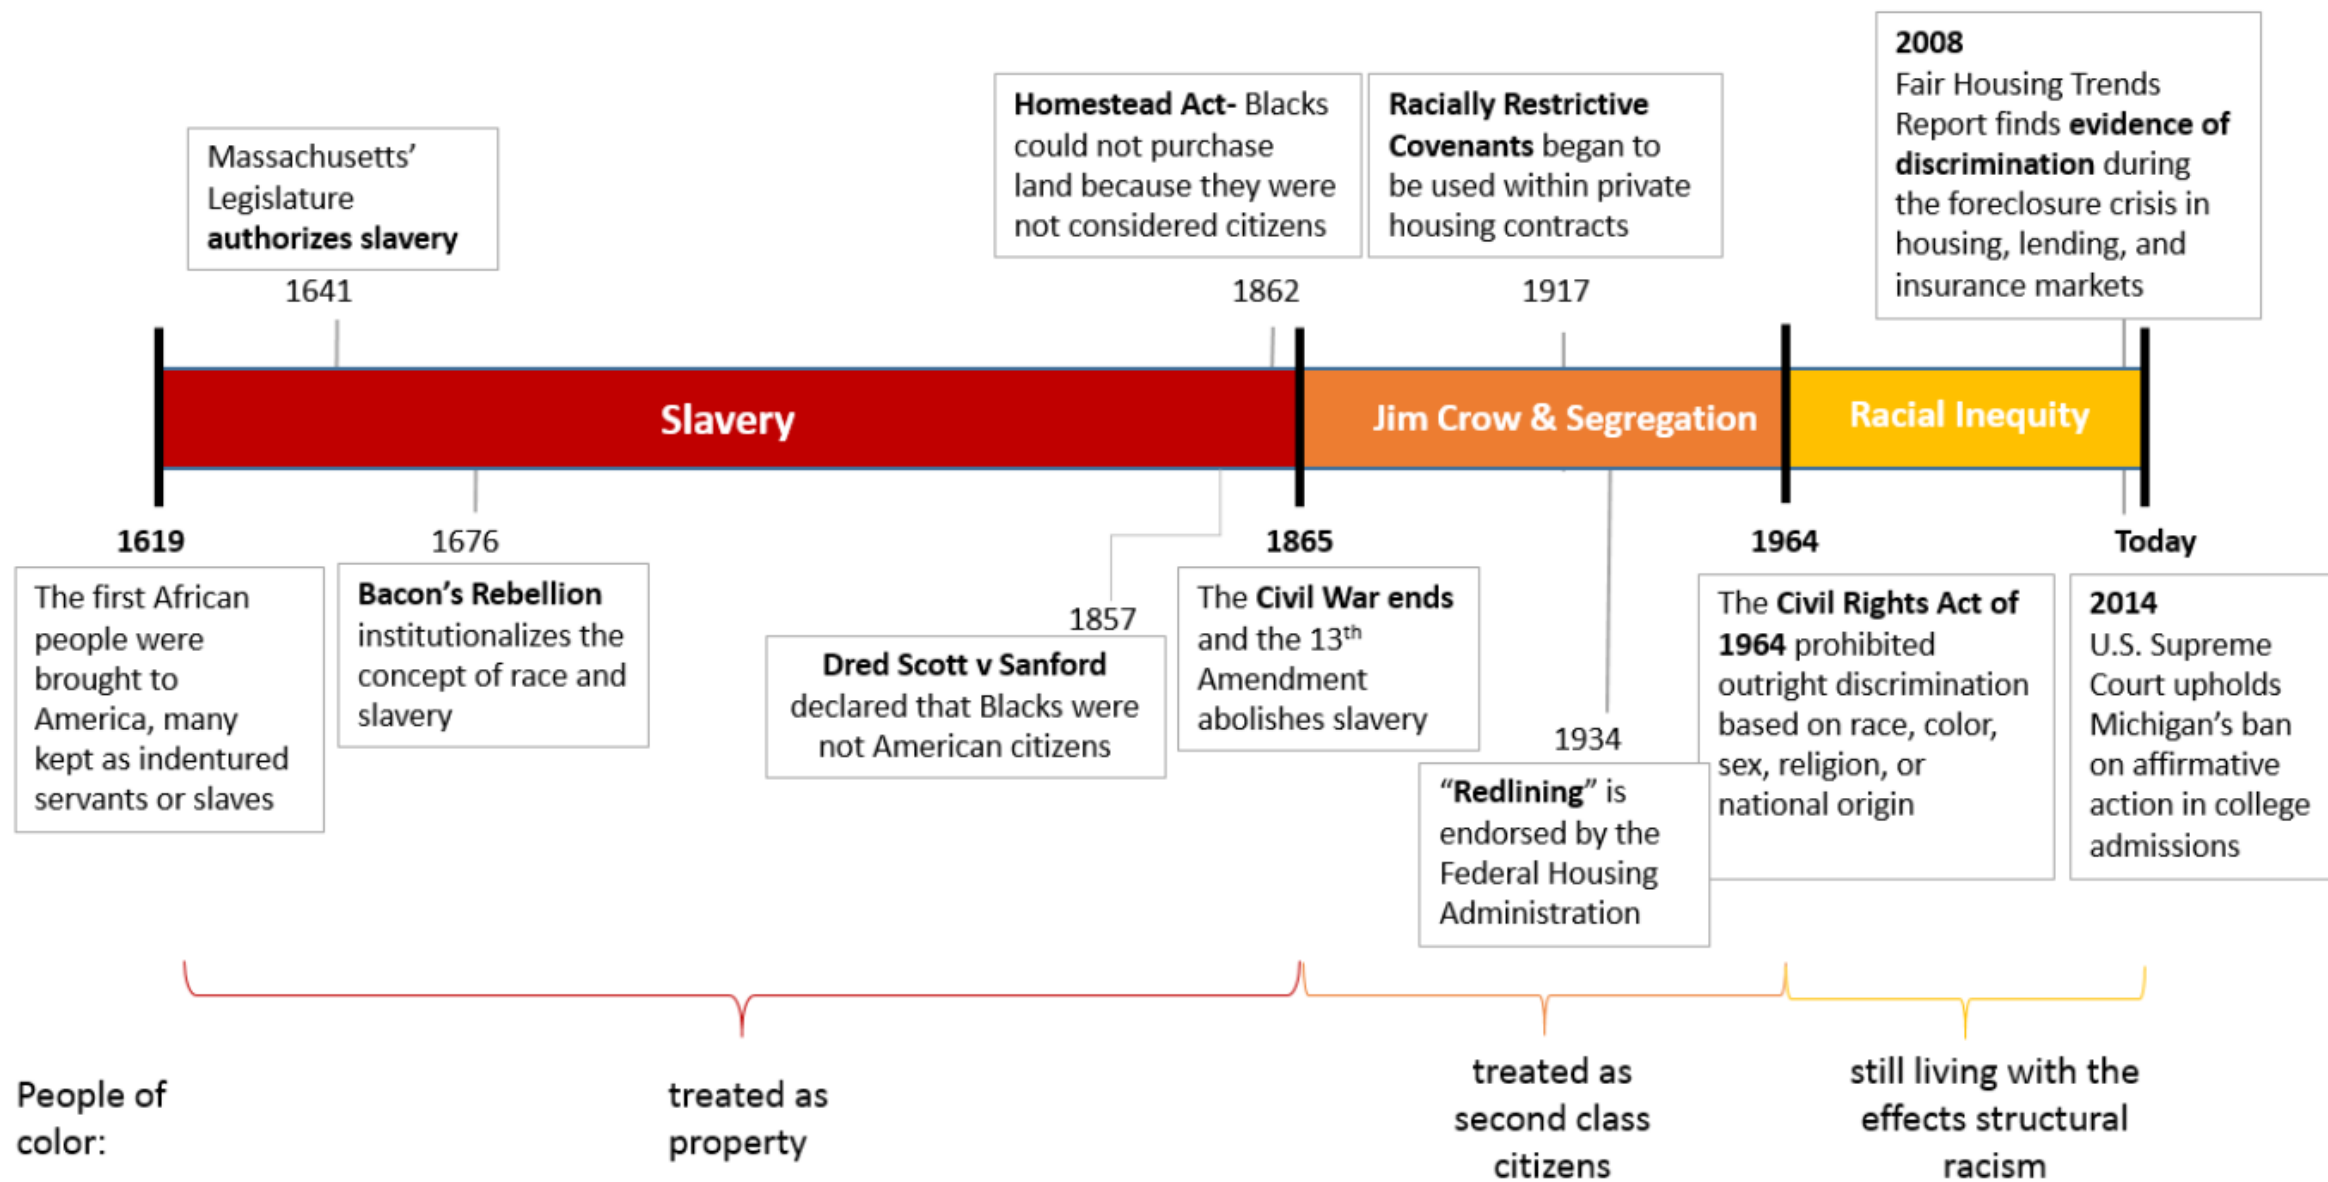 Massachusetts’
Legislature
authorizes slavery
1641
Homestead Act- Blacks
could not purchase
land because they were
not considered citizens
1862
Racially Restrictive
Covenants began to
be used within private
housing contracts
1917
2008
Fair Housing Trends
Report finds evidence of
discrimination during
the foreclosure crisis in
housing, lending, and
insurance markets
Slavery
Jim Crow & Segregation
Racial Inequity
1619
The first African
people were
brought to
America, many
kept as indentured
servants or slaves
1676
Bacon’s Rebellion
institutionalizes the
concept of race and
slavery
1857
Dred Scott v Sanford
declared that Blacks were
not American citizens
1865
The Civil War ends
and the 13th
Amendment
abolishes slavery
1934
“Redlining” is
endorsed by the
Federal Housing
Administration
1964
The Civil Rights Act of
1964 prohibited
outright discrimination
based on race, color,
sex, religion, or
national origin
Today
2014
U.S. Supreme
Court upholds
Michigan’s ban
on affirmative
action in college
admissions
People of
color:
treated as
property
treated as
second class
citizens
still living with the
effects structural
racism